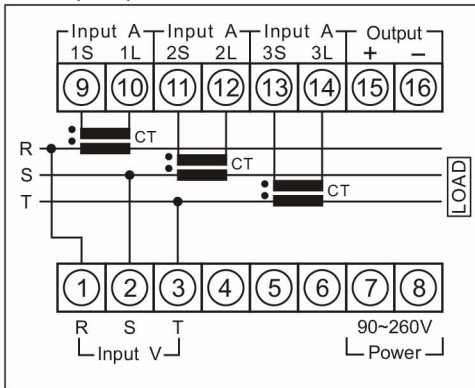 Input A Input A Input A Output
1S 1L 2S 2L 3S 3L + −
9 10 11 12 13 14 15 16
CT
R
CT
S
CT
T
LOAD
1 2 3 4 5 6 7 8
R S T 90~260V
Input V Power